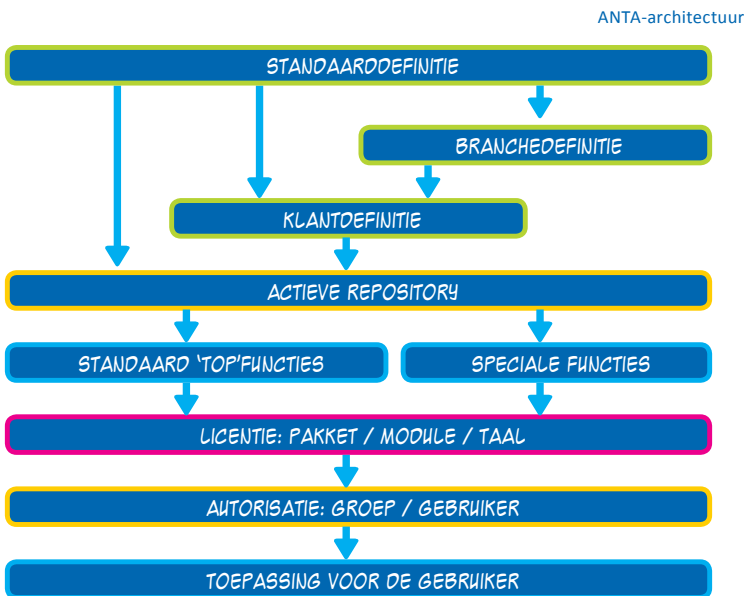 ANTA-architectuur
STANDAARDDEFINITIE
BRANCHEDEFINITIE
KLANTDEFINITIE
ACTIEVE REPOSITORY
STANDAARD ‘TOP’FUNCTIES
SPECIALE FUNCTIES
LICENTIE: PAKKET / MODULE / TAAL
AUTORISATIE: GROEP / GEBRUIKER
TOEPASSING VOOR DE GEBRUIKER